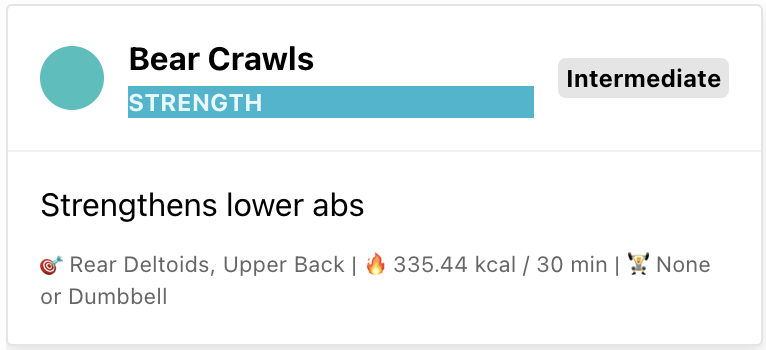 Bear Crawls
STRENGTH
Intermediate
Strengthens lower abs
🎯 Rear Deltoids, Upper Back | 🔥 335.44 kcal / 30 min | 🏋️ None
or Dumbbell